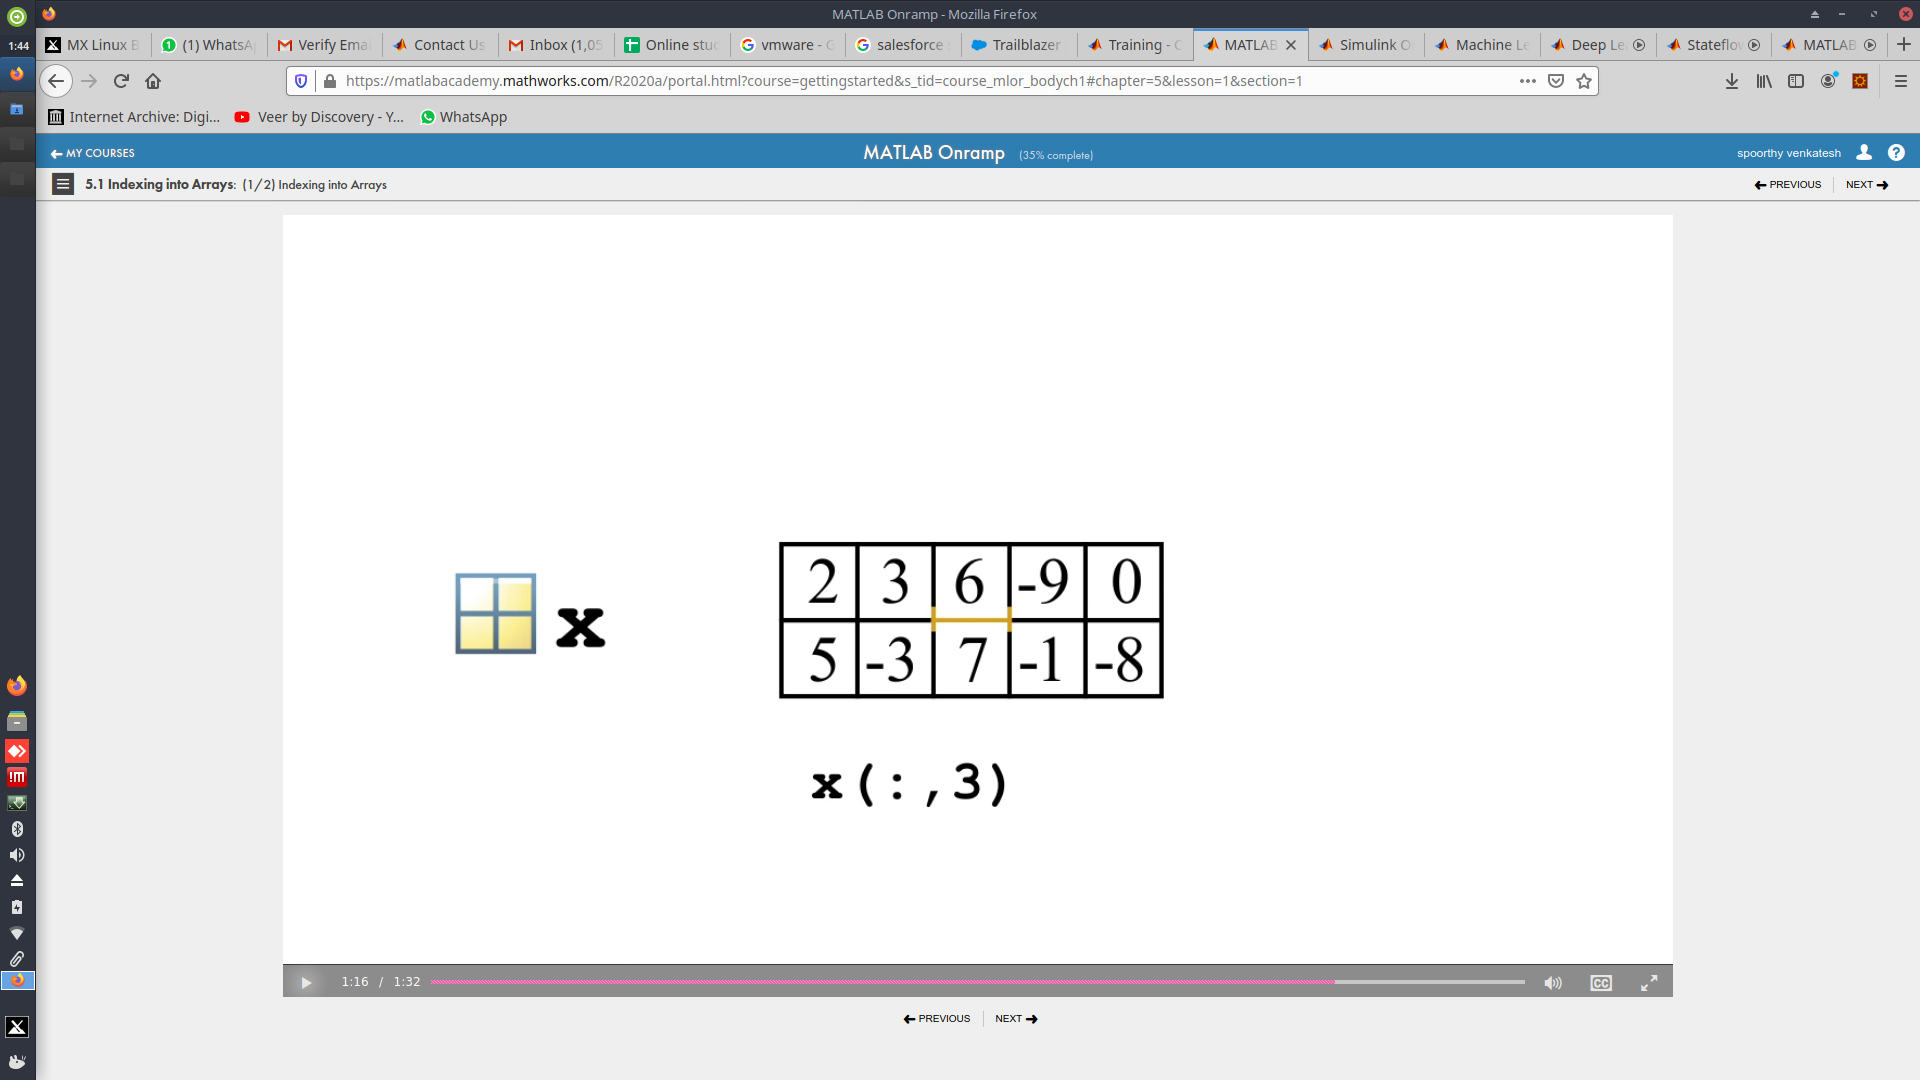 MATLAB Onramp - Mozilla Firefox
1:44
MX Linux
(1) WhatsA
Verify Emai
Contact Us
Inbox (1,05
Online stud
vmware - G
salesforce
Trailblazer
Training - C
MATLAB
Simulink O
Machine Le
Deep Le
Stateflow
MATLAB
https://matlabacademy.mathworks.com/R2020a/portal.html?course=gettingstarted&s_tid=course_mlor_bodych1#chapter=5&lesson=1&section=1
Internet Archive: Digi...
Veer by Discovery - Y...
WhatsApp
MY COURSES
MATLAB Onramp (35% complete)
spoorthy venkatesh
5.1 Indexing into Arrays: (1/2) Indexing into Arrays
PREVIOUS
NEXT
2 3 6 -9 0
x
5 -3 7 -1 -8
x(:,3)
1:16 / 1:32
CC
PREVIOUS
NEXT